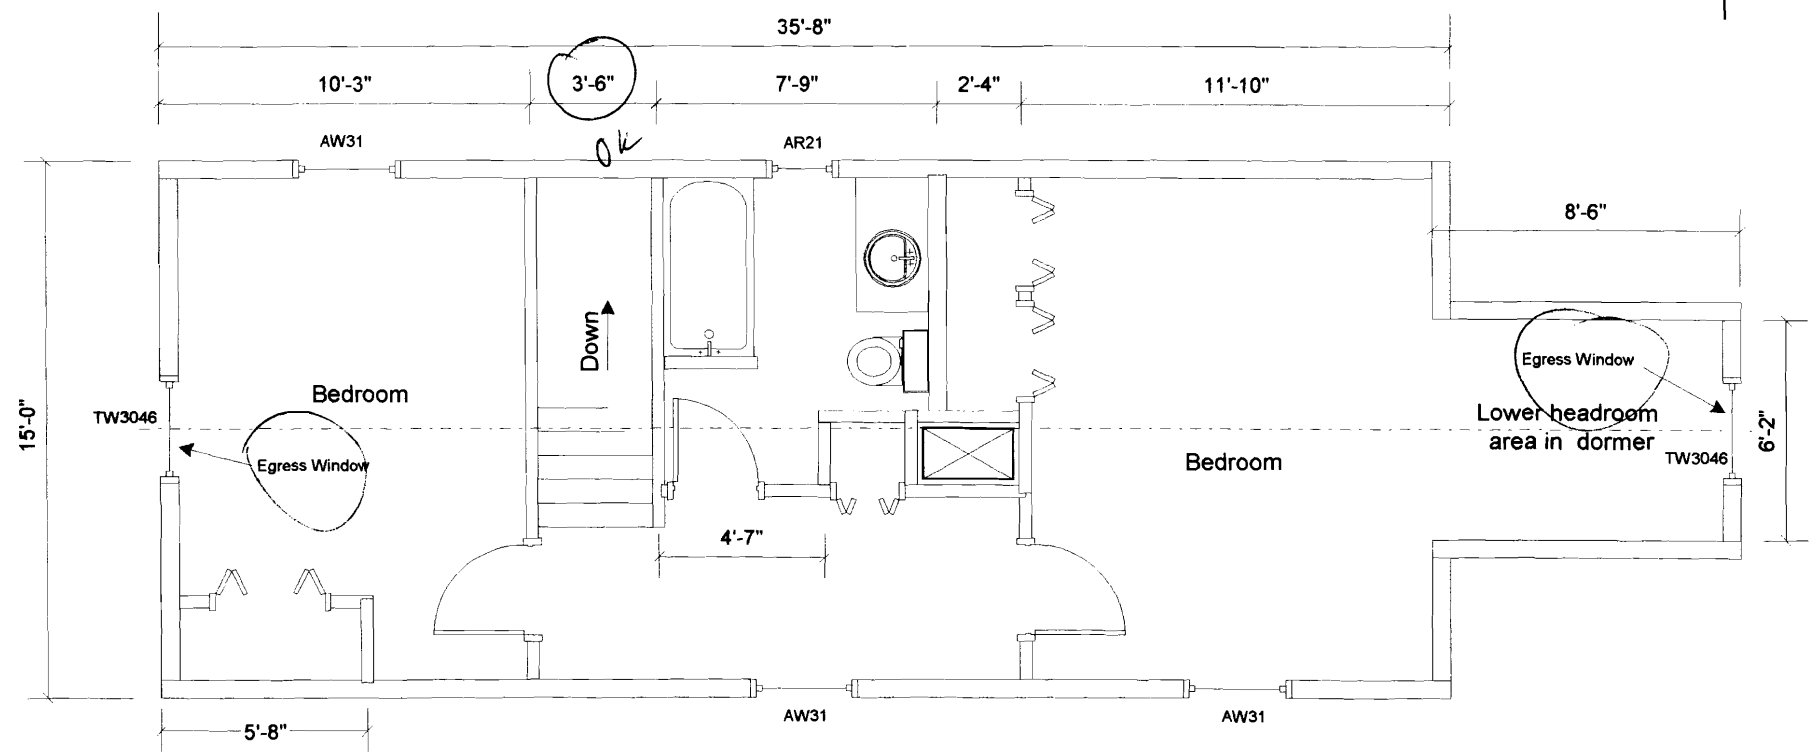 35'-8"
10'-3"
3'-6"
7'-9"
2'-4"
11'-10"
AW31
Ok
AR21
8'-6"
Down
Egress Window
Bedroom
15'-0"
TW3046
Lower headroom
area in dormer
6'-2"
Egress Window
Bedroom
TW3046
4'-7"
AW31
AW31
5'-8"